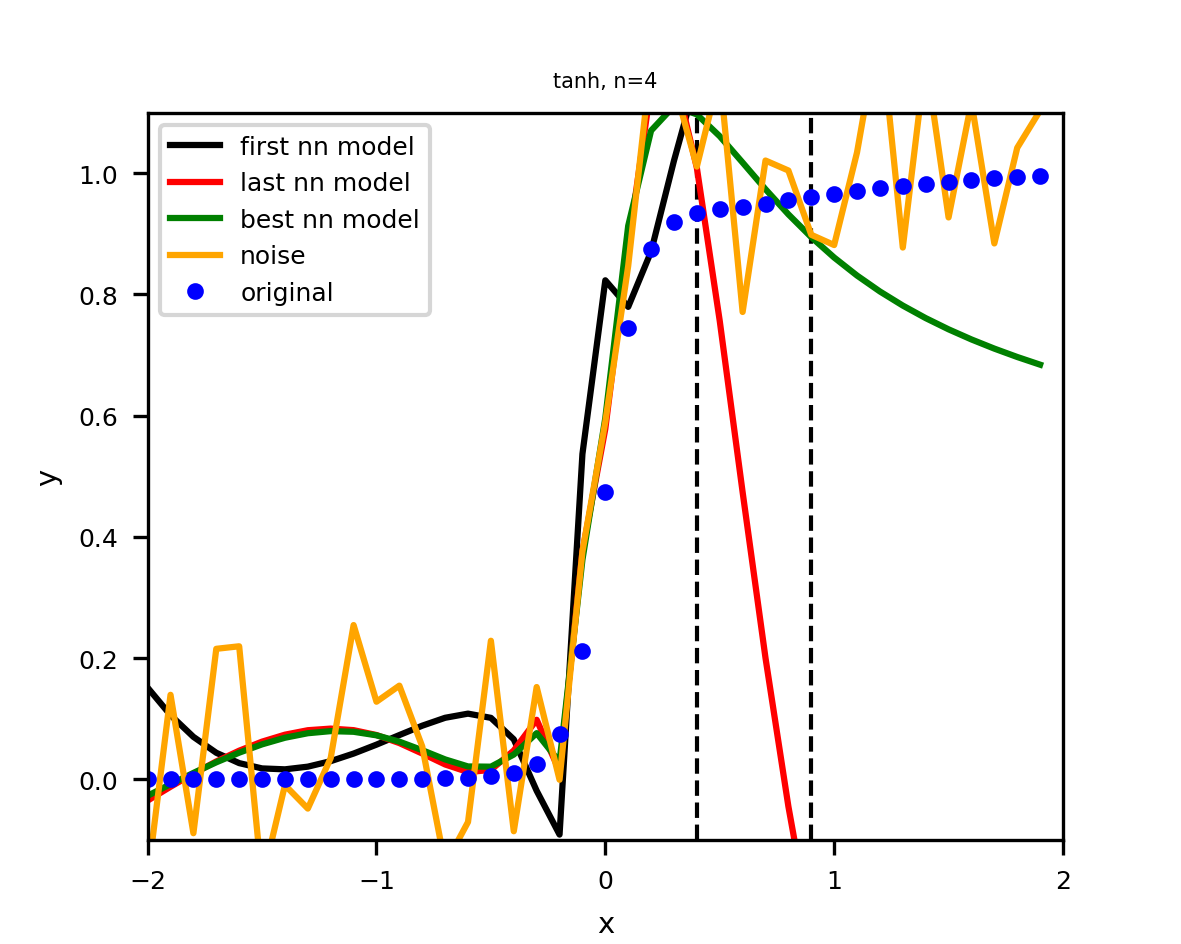 tanh, n=4
first nn model
last nn model
best nn model
noise
original
1.0
0.8
0.6
0.4
0.2
0.0
y
−2 −1 0 1 2
x